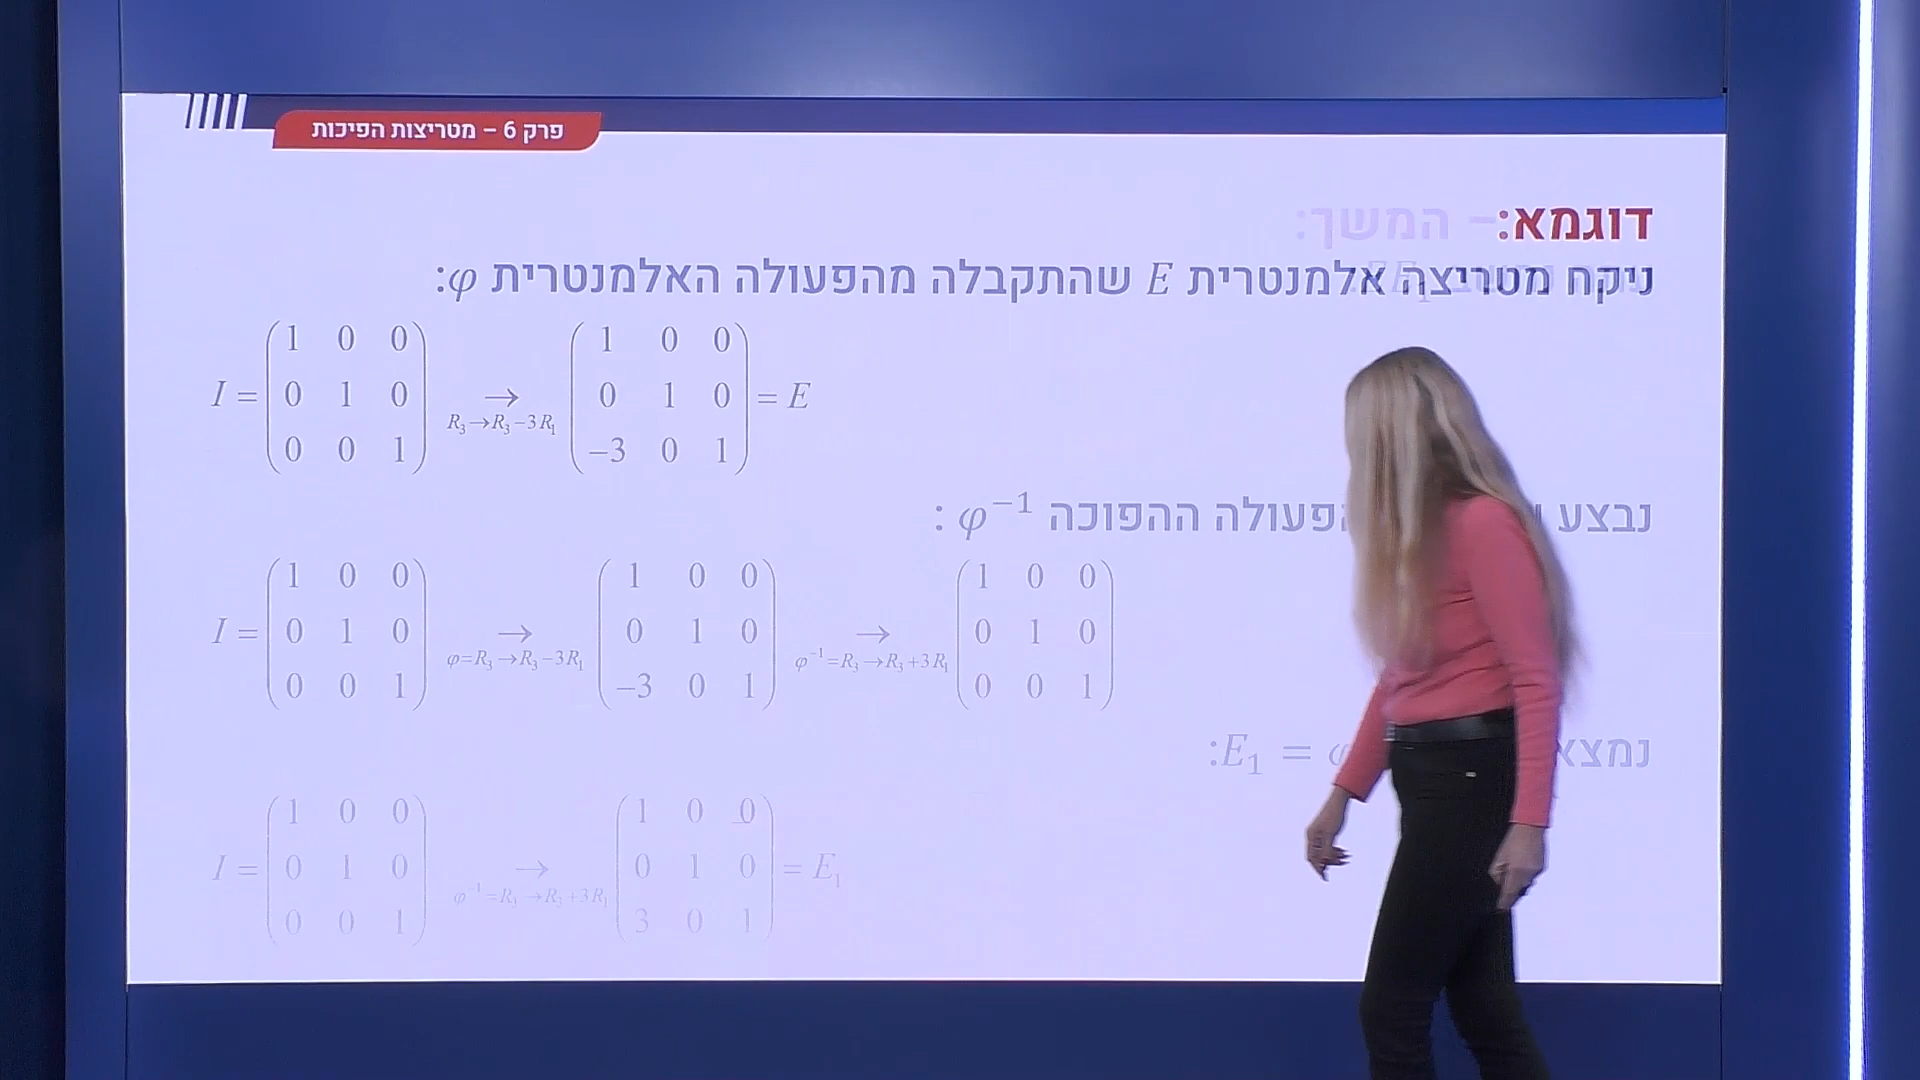 פרק 6 – מטריצות הפיכות
דוגמא: – המשך:
ניקח מטריצה אלמנטרית E שהתקבלה מהפעולה האלמנטרית φ:
I = (1 0 0
0 1 0
0 0 1) → R₃→R₃−3R₁ (1 0 0
0 1 0
−3 0 1) = E
נבצע הפעולה ההפוכה φ⁻¹ :
I = (1 0 0
0 1 0
0 0 1) → φ=R₃→R₃−3R₁ (1 0 0
0 1 0
−3 0 1) → φ⁻¹=R₃→R₃+3R₁ (1 0 0
0 1 0
0 0 1)
נמצא E₁ = φ:
I = (1 0 0
0 1 0
0 0 1) → φ⁻¹=R₃→R₃+3R₁ (1 0 0
0 1 0
3 0 1) = E₁